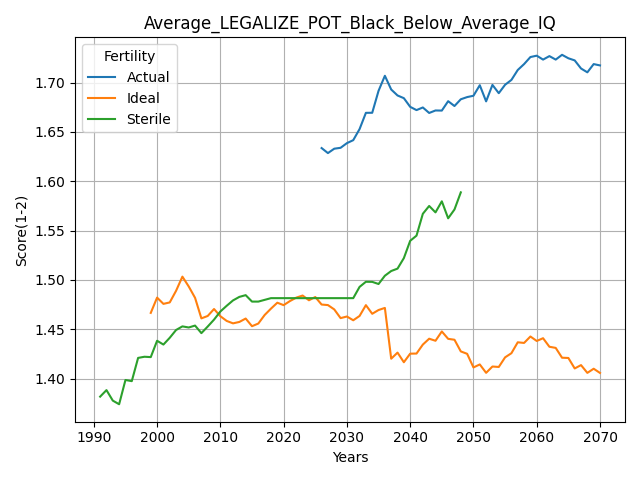 Average_LEGALIZE_POT_Black_Below_Average_IQ
Fertility
Actual
Ideal
Sterile
Score(1-2)
1.70
1.65
1.60
1.55
1.50
1.45
1.40
1990 2000 2010 2020 2030 2040 2050 2060 2070
Years